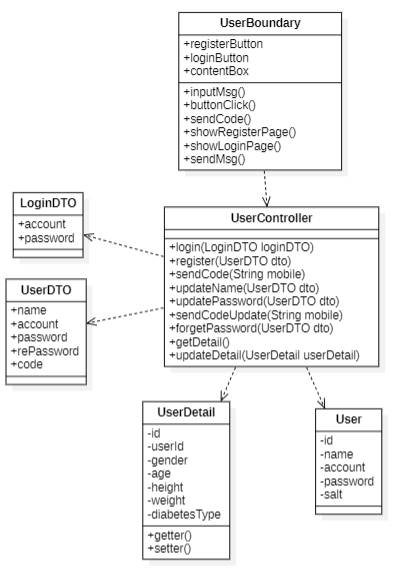 UserBoundary
+registerButton
+loginButton
+contentBox
+inputMsg()
+buttonClick()
+sendCode()
+showRegisterPage()
+showLoginPage()
+sendMsg()
LoginDTO
+account
+password
UserController
+login(LoginDTO loginDTO)
+register(UserDTO dto)
+sendCode(String mobile)
+updateName(UserDTO dto)
+updatePassword(UserDTO dto)
+sendCodeUpdate(String mobile)
+forgetPassword(UserDTO dto)
+getDetail()
+updateDetail(UserDetail userDetail)
UserDTO
+name
+account
+password
+rePassword
+code
UserDetail
-id
-userId
-gender
-age
-height
-weight
-diabetesType
+getter()
+setter()
User
-id
-name
-account
-password
-salt